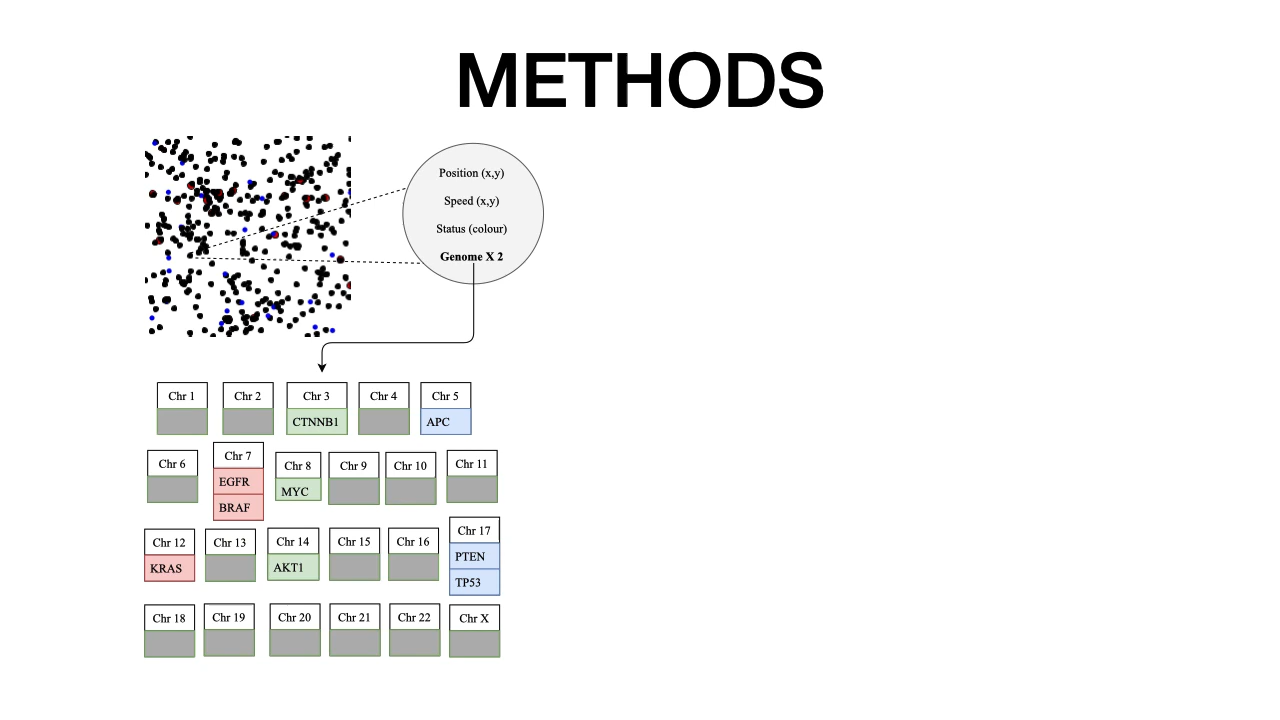 METHODS
Position (x,y)
Speed (x,y)
Status (colour)
Genome X 2
Chr 1
Chr 2
Chr 3
CTNNB1
Chr 4
Chr 5
APC
Chr 6
Chr 7
EGFR
BRAF
Chr 8
MYC
Chr 9
Chr 10
Chr 11
Chr 12
KRAS
Chr 13
Chr 14
AKT1
Chr 15
Chr 16
Chr 17
PTEN
TP53
Chr 18
Chr 19
Chr 20
Chr 21
Chr 22
Chr X